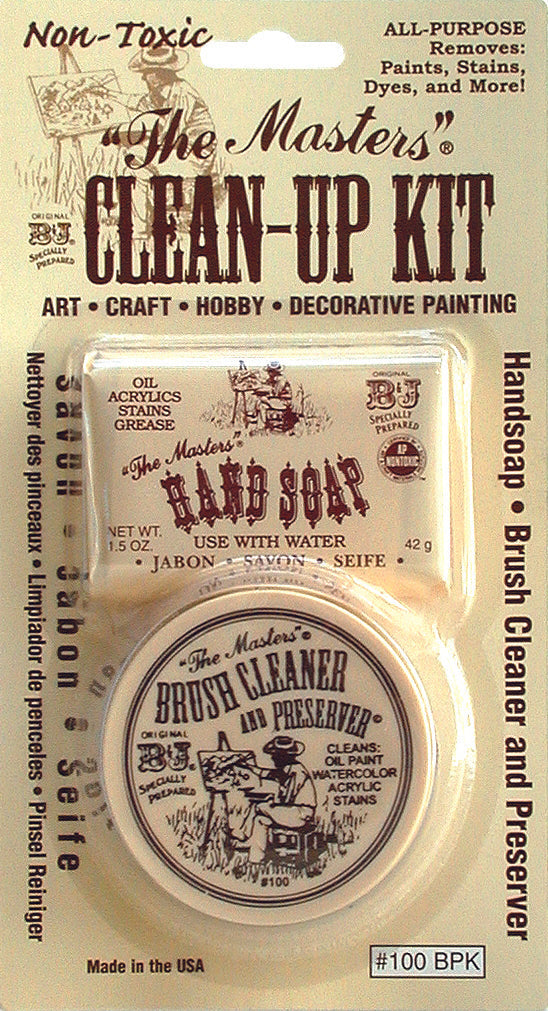 Non-Toxic
ALL-PURPOSE
Removes:
Paints, Stains,
Dyes, and More!
"The Masters"®
CLEAN-UP KIT
ORIGINAL
B&J®
SPECIALLY
PREPARED
ART • CRAFT • HOBBY • DECORATIVE PAINTING
Nettoyer des pinceaux • Limpiador de penceles • Pinsel Reiniger
Savon • Jabon • Seife
Handsoap • Brush Cleaner and Preserver
OIL
ACRYLICS
STAINS
GREASE
ORIGINAL
B&J
SPECIALLY
PREPARED
AP
NONTOXIC
"The Masters"®
HAND SOAP
NET WT.
1.5 OZ.
USE WITH WATER
42 g
• JABON • SAVON • SEIFE •
"The Masters"®
BRUSH CLEANER
AND PRESERVER©
ORIGINAL
B&J
SPECIALLY
PREPARED
CLEANS:
OIL PAINT
WATERCOLOR
ACRYLIC
STAINS
#100
Made in the USA
#100 BPK